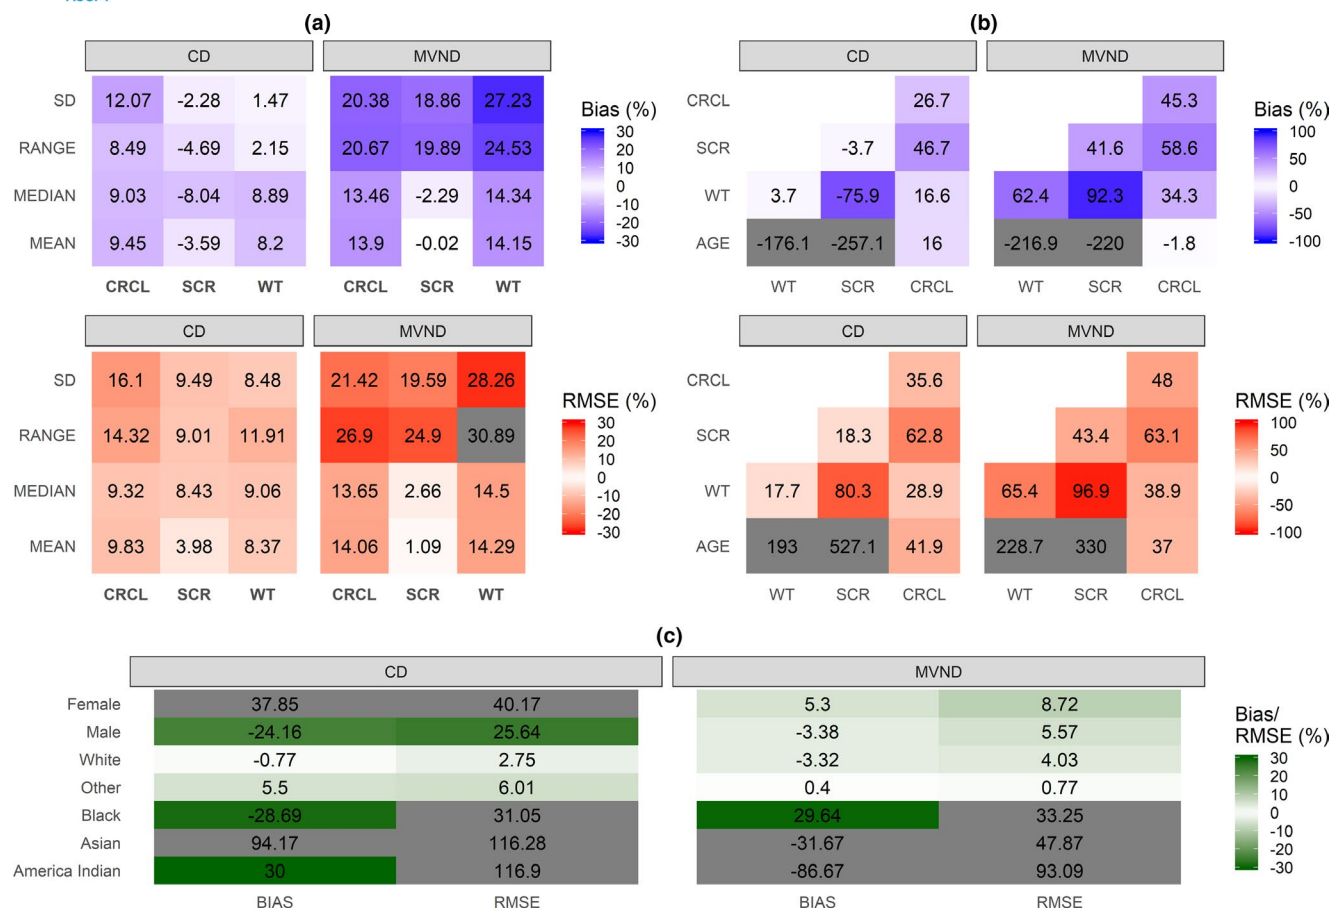 (a) (b)
CD MVND CD MVND
SD 12.07 -2.28 1.47 20.38 18.86 27.23
RANGE 8.49 -4.69 2.15 20.67 19.89 24.53
MEDIAN 9.03 -8.04 8.89 13.46 -2.29 14.34
MEAN 9.45 -3.59 8.2 13.9 -0.02 14.15
CRCL SCR WT CRCL SCR WT
Bias (%)
30
20
10
0
-10
-20
-30
CRCL 26.7 45.3
SCR -3.7 46.7 41.6 58.6
WT 3.7 -75.9 16.6 62.4 92.3 34.3
AGE -176.1 -257.1 16 -216.9 -220 -1.8
WT SCR CRCL WT SCR CRCL
Bias (%)
100
50
0
-50
-100
CD MVND CD MVND
SD 16.1 9.49 8.48 21.42 19.59 28.26
RANGE 14.32 9.01 11.91 26.9 24.9 30.89
MEDIAN 9.32 8.43 9.06 13.65 2.66 14.5
MEAN 9.83 3.98 8.37 14.06 1.09 14.29
CRCL SCR WT CRCL SCR WT
RMSE (%)
30
20
10
0
-10
-20
-30
CRCL 35.6 48
SCR 18.3 62.8 43.4 63.1
WT 17.7 80.3 28.9 65.4 96.9 38.9
AGE 193 527.1 41.9 228.7 330 37
WT SCR CRCL WT SCR CRCL
RMSE (%)
100
50
0
-50
-100
(c)
CD MVND
Female 37.85 40.17 5.3 8.72
Male -24.16 25.64 -3.38 5.57
White -0.77 2.75 -3.32 4.03
Other 5.5 6.01 0.4 0.77
Black -28.69 31.05 29.64 33.25
Asian 94.17 116.28 -31.67 47.87
America Indian 30 116.9 -86.67 93.09
BIAS RMSE BIAS RMSE
Bias/
RMSE (%)
30
20
10
0
-10
-20
-30